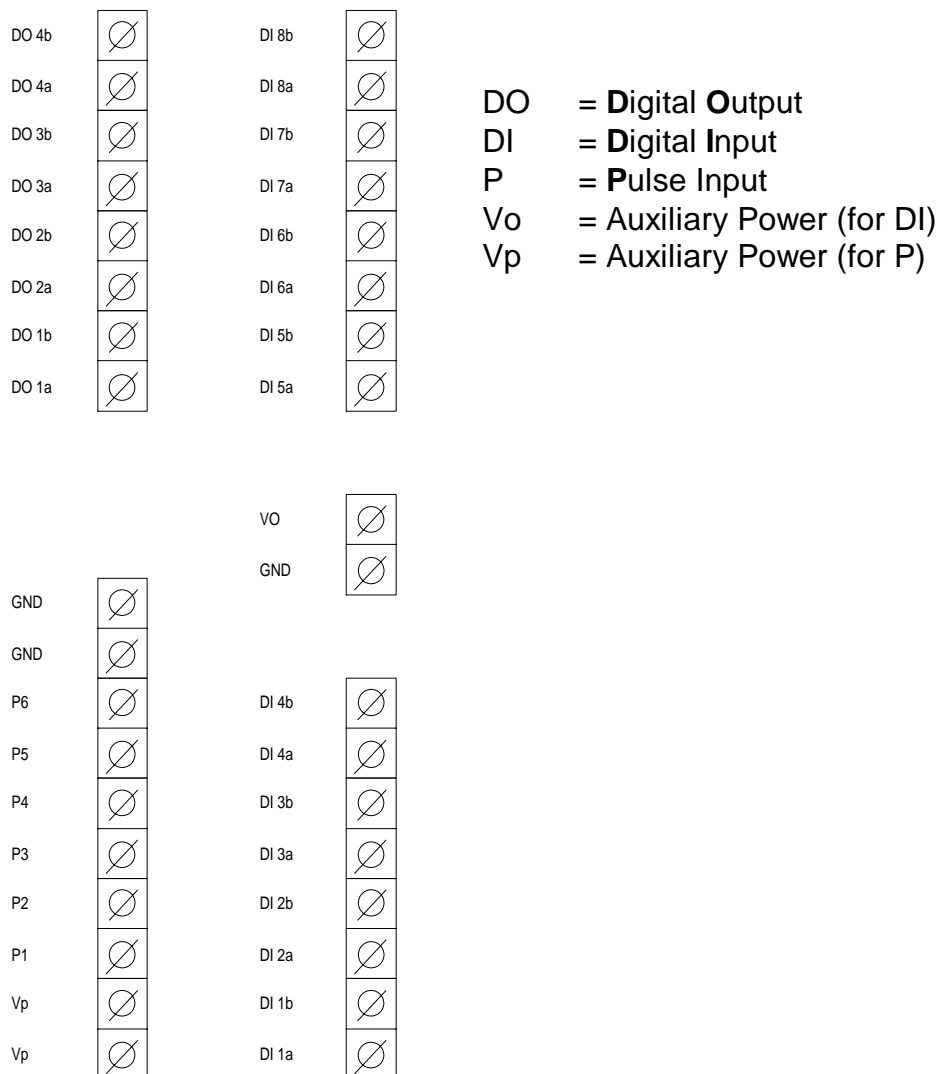 DO 4b
DO 4a
DO 3b
DO 3a
DO 2b
DO 2a
DO 1b
DO 1a
DI 8b
DI 8a
DI 7b
DI 7a
DI 6b
DI 6a
DI 5b
DI 5a
DO = Digital Output
DI = Digital Input
P = Pulse Input
Vo = Auxiliary Power (for DI)
Vp = Auxiliary Power (for P)
VO
GND
GND
GND
P6
P5
P4
P3
P2
P1
Vp
Vp
DI 4b
DI 4a
DI 3b
DI 3a
DI 2b
DI 2a
DI 1b
DI 1a